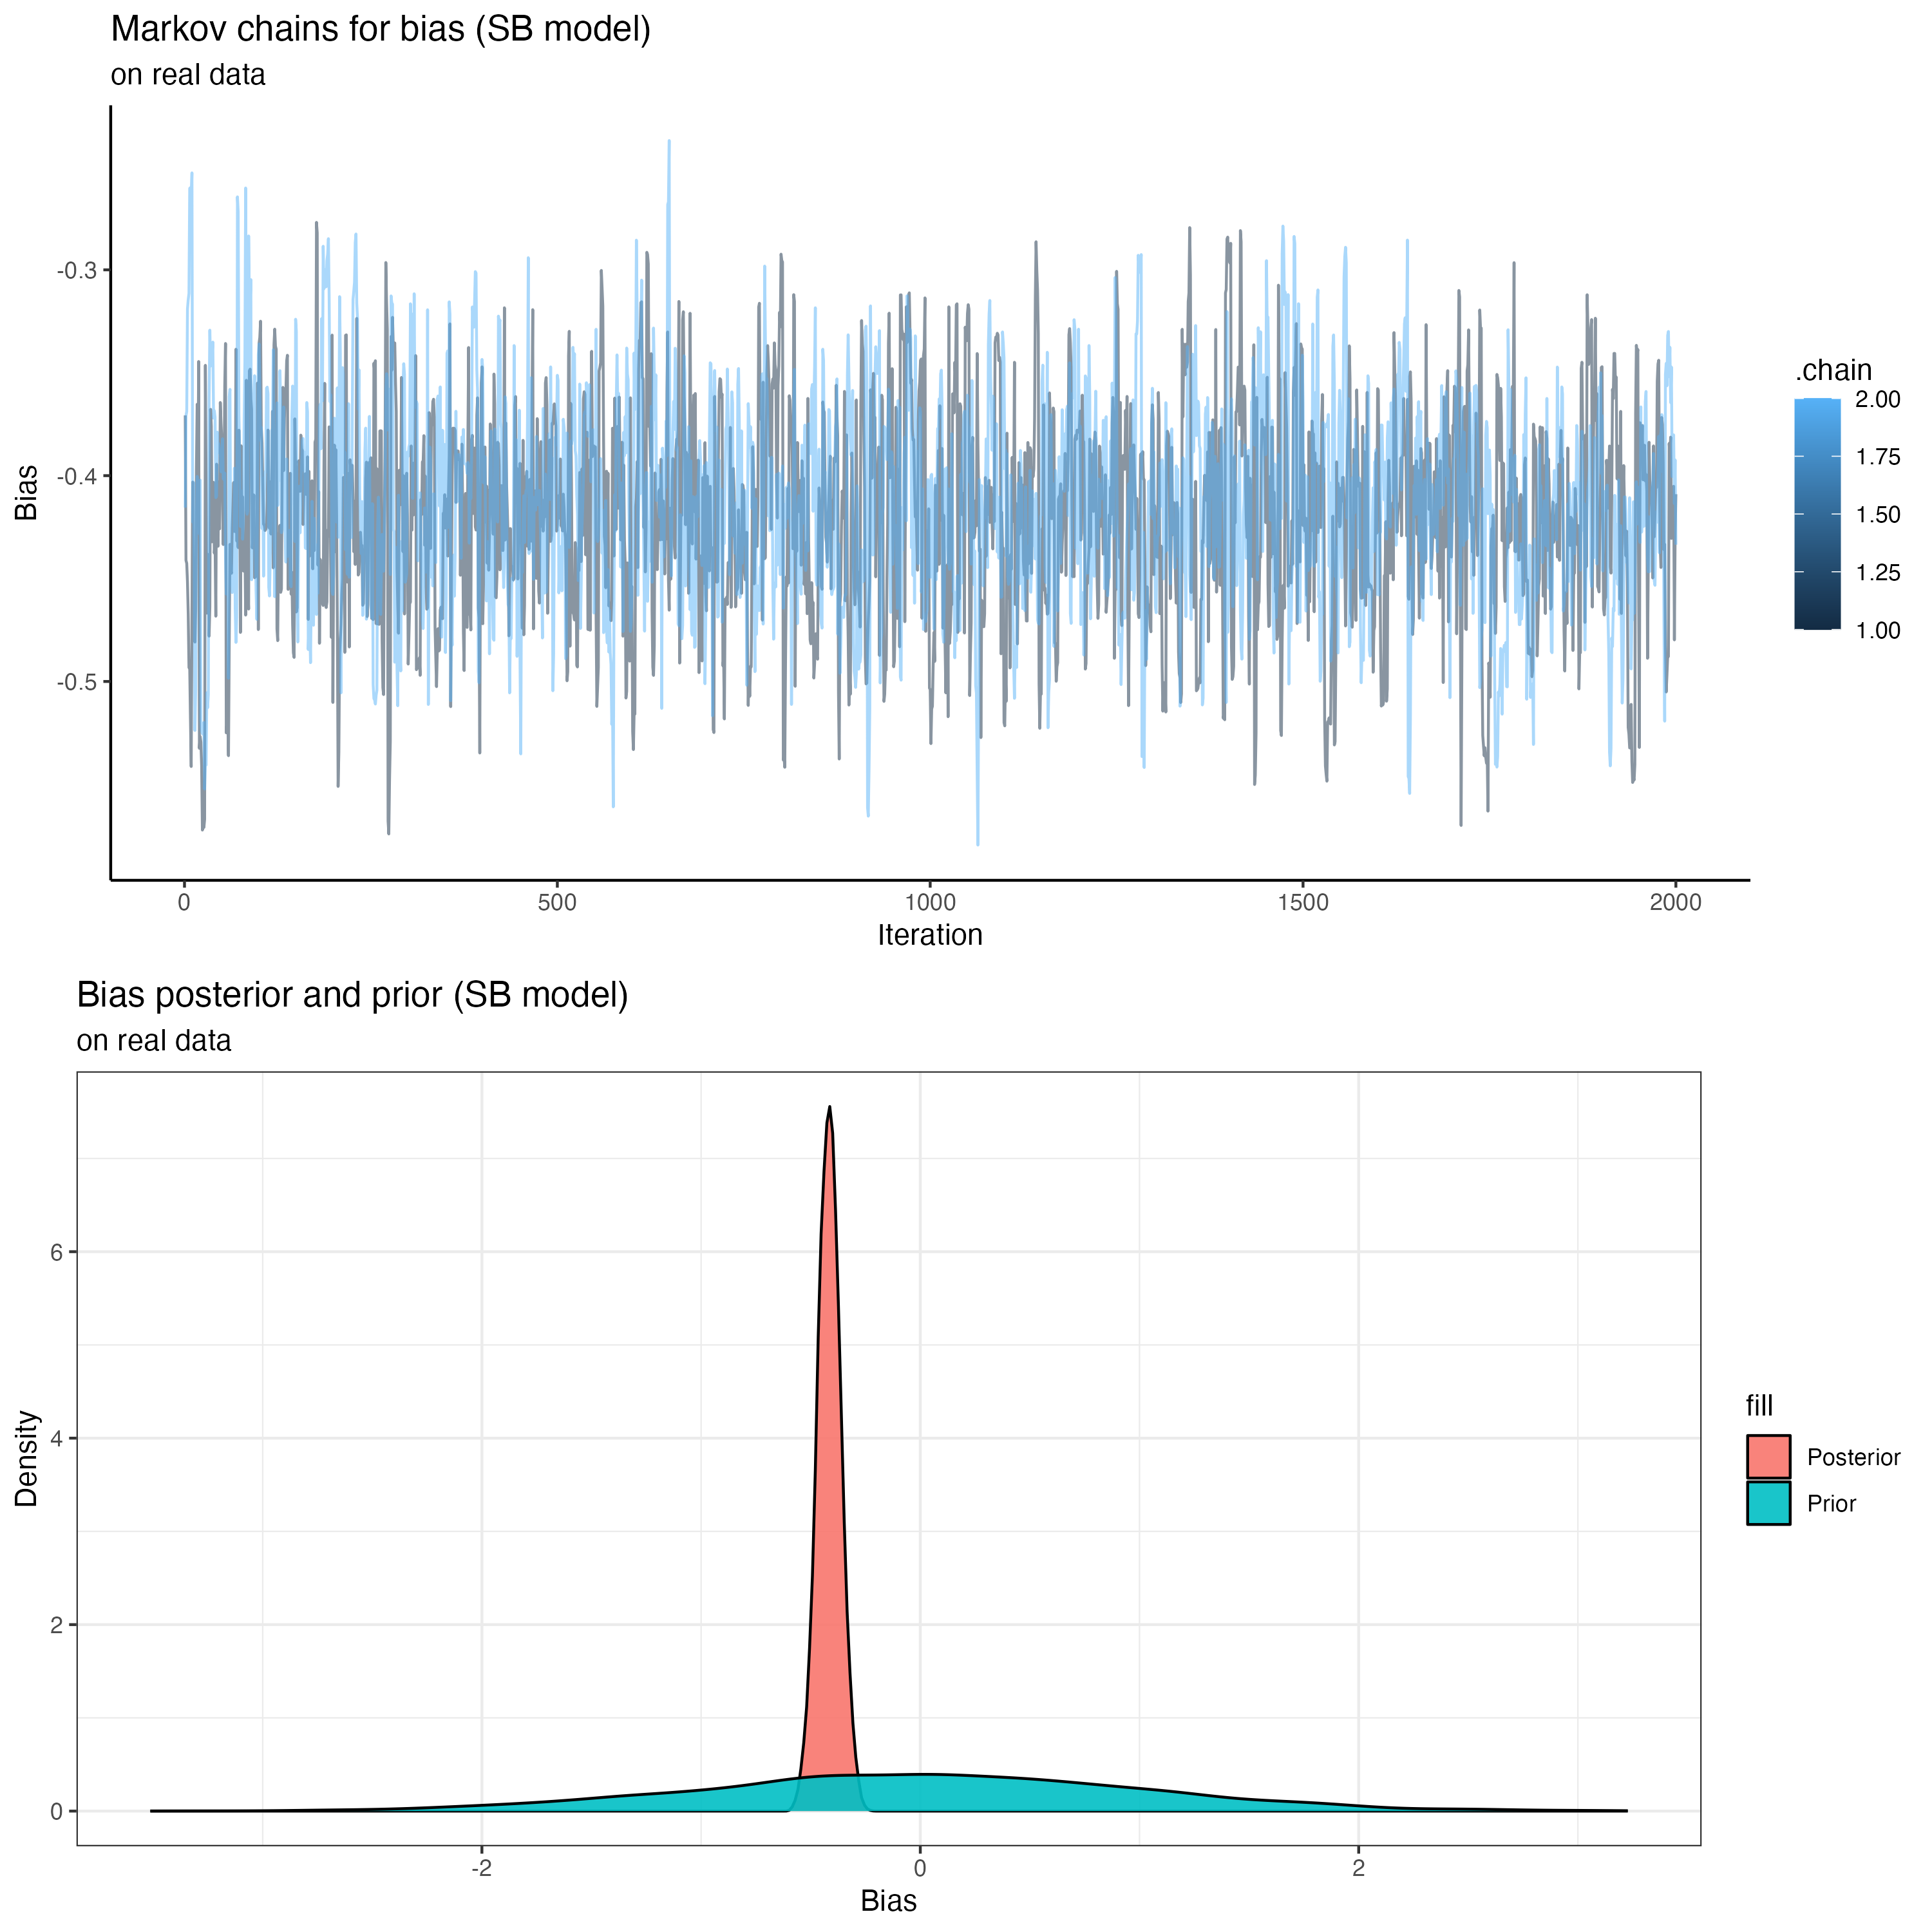 Markov chains for bias (SB model)
on real data
-0.3
-0.4
-0.5
Bias
0
500
1000
1500
2000
Iteration
.chain
2.00
1.75
1.50
1.25
1.00
Bias posterior and prior (SB model)
on real data
6
4
2
0
Density
-2
0
2
Bias
fill
Posterior
Prior